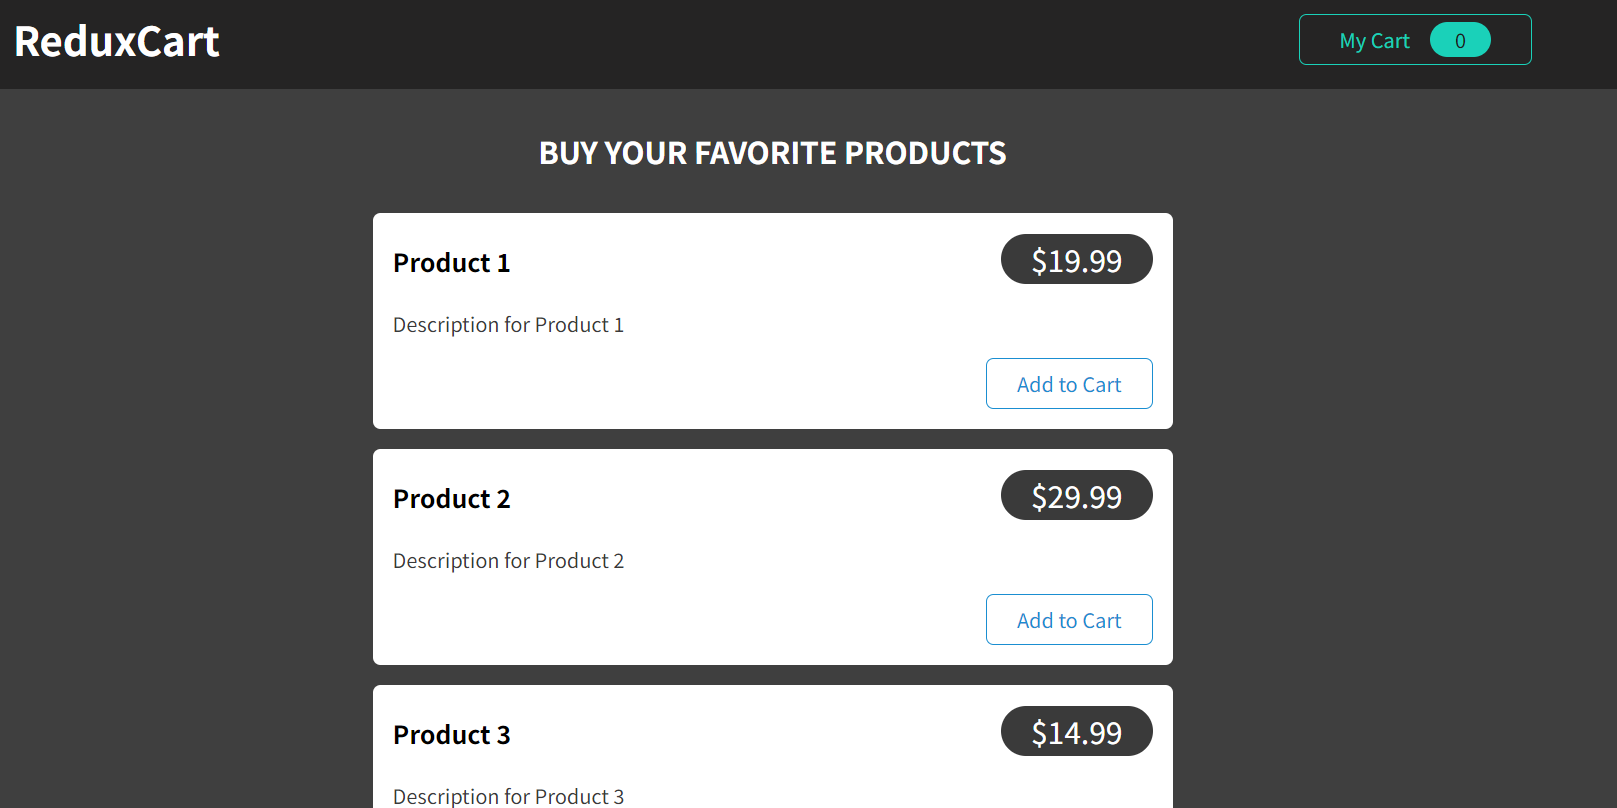 ReduxCart
My Cart 0
BUY YOUR FAVORITE PRODUCTS
Product 1
$19.99
Description for Product 1
Add to Cart
Product 2
$29.99
Description for Product 2
Add to Cart
Product 3
$14.99
Description for Product 3